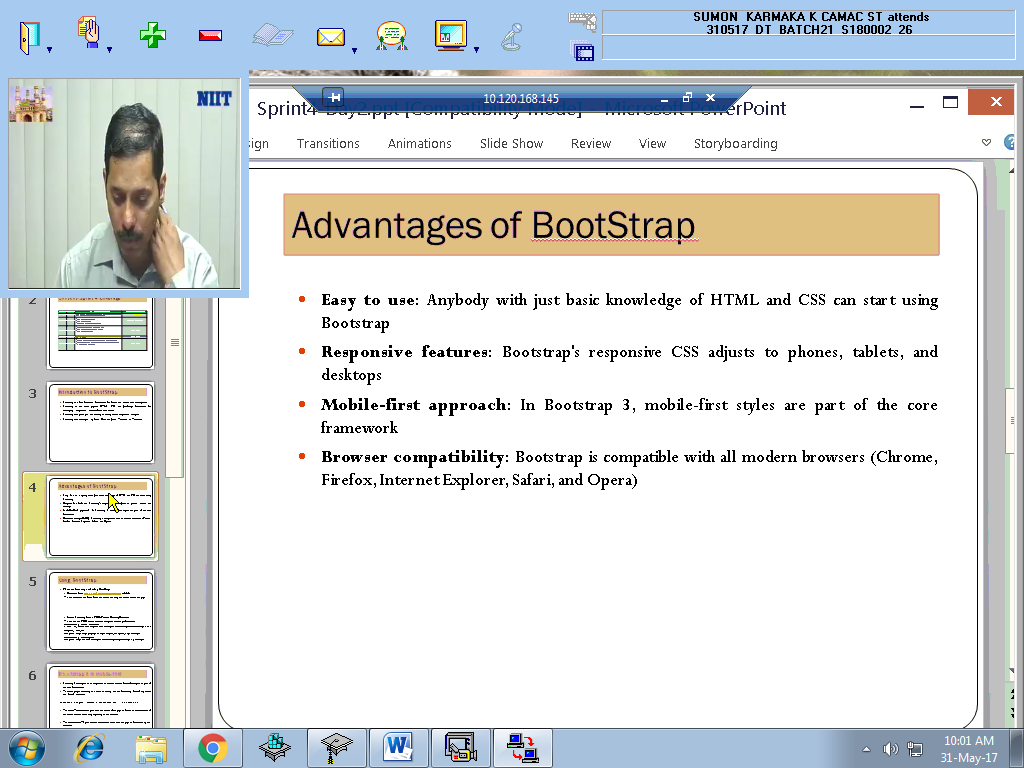 SUMON KARMAKA K CAMAC ST attends
310517_DT_BATCH21_S180002_26
NIIT
10.120.168.145
Sprint4-Day2.ppt [Compatibility Mode] - Microsoft PowerPoint
sign Transitions Animations Slide Show Review View Storyboarding
Advantages of BootStrap
Easy to use: Anybody with just basic knowledge of HTML and CSS can start using
Bootstrap
Responsive features: Bootstrap's responsive CSS adjusts to phones, tablets, and
desktops
Mobile-first approach: In Bootstrap 3, mobile-first styles are part of the core
framework
Browser compatibility: Bootstrap is compatible with all modern browsers (Chrome,
Firefox, Internet Explorer, Safari, and Opera)
2
3
Introduction to BootStrap
4
Advantages of BootStrap
5
Using BootStrap
6
10:01 AM
31-May-17